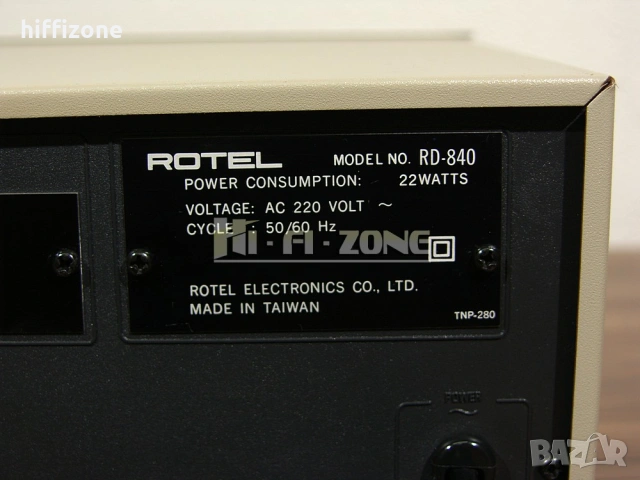 hiffizone
ROTEL MODEL NO. RD-840
POWER CONSUMPTION: 22WATTS
VOLTAGE: AC 220 VOLT ~
CYCLE : 50/60 Hz
Hi-Fi-ZONE
ROTEL ELECTRONICS CO., LTD.
MADE IN TAIWAN
TNP-280
POWER
~
BAZAR